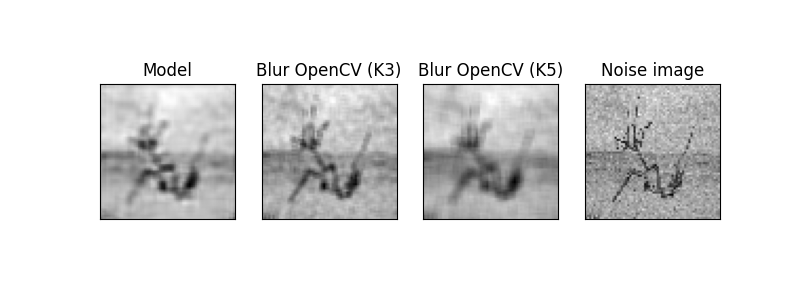 Model
Blur OpenCV (K3)
Blur OpenCV (K5)
Noise image